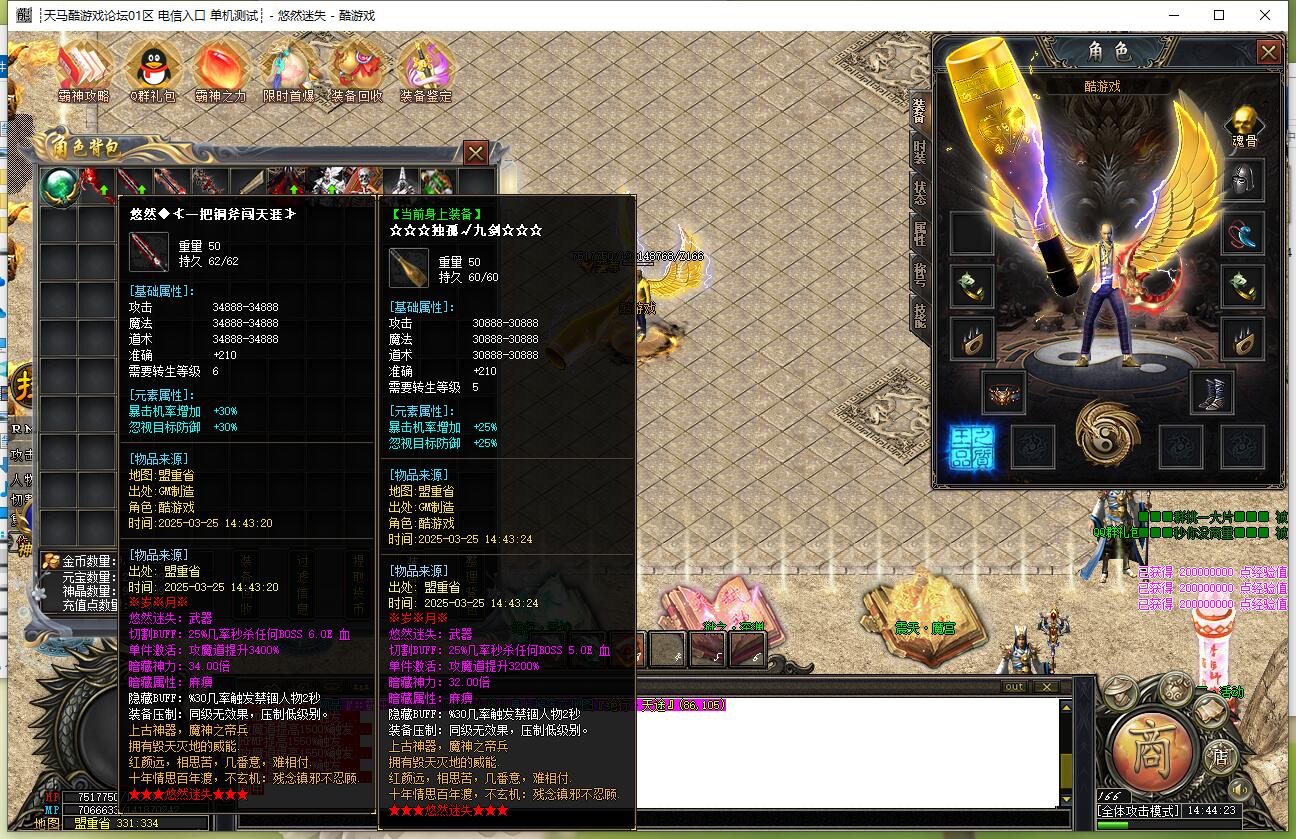 天马酷游戏论坛01区 电信入口 单机测试 - 悠然迷失 - 酷游戏
霸神攻略
Q群礼包
霸神之力
限时首爆
装备回收
装备鉴定
角色背包
悠然◆⊰一把铜斧闯天涯⊱
重量 50
持久 62/62
[基础属性]:
攻击 34888-34888
魔法 34888-34888
道术 34888-34888
准确 +210
需要转生等级 6
[元素属性]:
暴击机率增加 +30%
忽视目标防御 +30%
[物品来源]
地图:盟重省
出处:GM制造
角色:酷游戏
时间:2025-03-25 14:43:20
[物品来源]
出处: 盟重省
时间: 2025-03-25 14:43:20
※岁※月※
悠然迷失: 武器
切割BUFF: 25%几率秒杀任何BOSS 6.0E 血
单件激活: 攻魔道提升3400%
暗藏神力: 34.00倍
暗藏属性: 麻痹
隐藏BUFF: %30几率触发禁锢人物2秒
装备压制: 同级无效果，压制低级别。
上古神器，魔神之帝兵
拥有毁天灭地的威能.
红颜远，相思苦，几番意，难相付.
十年情思百年渡，不玄机：残念镇邪不忍顾.
★★★悠然迷失★★★
【当前身上装备】
☆☆☆独孤√九剑☆☆☆
重量 50
持久 60/60
[基础属性]:
攻击 30888-30888
魔法 30888-30888
道术 30888-30888
准确 +210
需要转生等级 5
[元素属性]:
暴击机率增加 +25%
忽视目标防御 +25%
[物品来源]
地图:盟重省
出处:GM制造
角色:酷游戏
时间:2025-03-25 14:43:24
[物品来源]
出处: 盟重省
时间: 2025-03-25 14:43:24
※岁※月※
悠然迷失: 武器
切割BUFF: 25%几率秒杀任何BOSS 5.0E 血
单件激活: 攻魔道提升3200%
暗藏神力: 32.00倍
暗藏属性: 麻痹
隐藏BUFF: %30几率触发禁锢人物2秒
装备压制: 同级无效果，压制低级别。
上古神器，魔神之帝兵
拥有毁天灭地的威能.
红颜远，相思苦，几番意，难相付.
十年情思百年渡，不玄机：残念镇邪不忍顾.
★★★悠然迷失★★★
金币数量:
元宝数量:
神晶数量:
充值点数量
角色
酷游戏
装备
时装
状态
属性
称号
技能
魂骨
王者之品質
QQ群礼包
已获得 200000000 点经验值
已获得 200000000 点经验值
已获得 200000000 点经验值
震天·魔宫
4
5
6
out
天途』(86,105)
活动
商
店
HP
MP
地图
盟重省 331:334
166
[全体攻击模式]
14:44:23